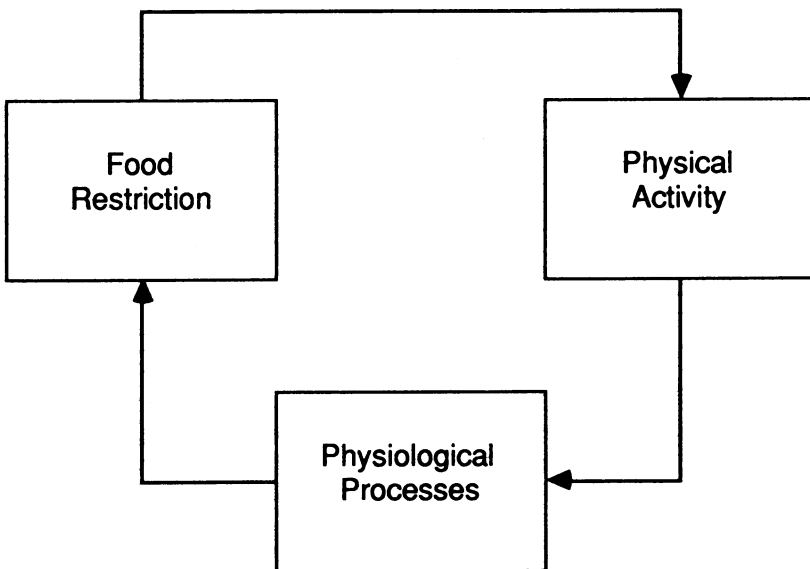 Food
Restriction
Physical
Activity
Physiological
Processes